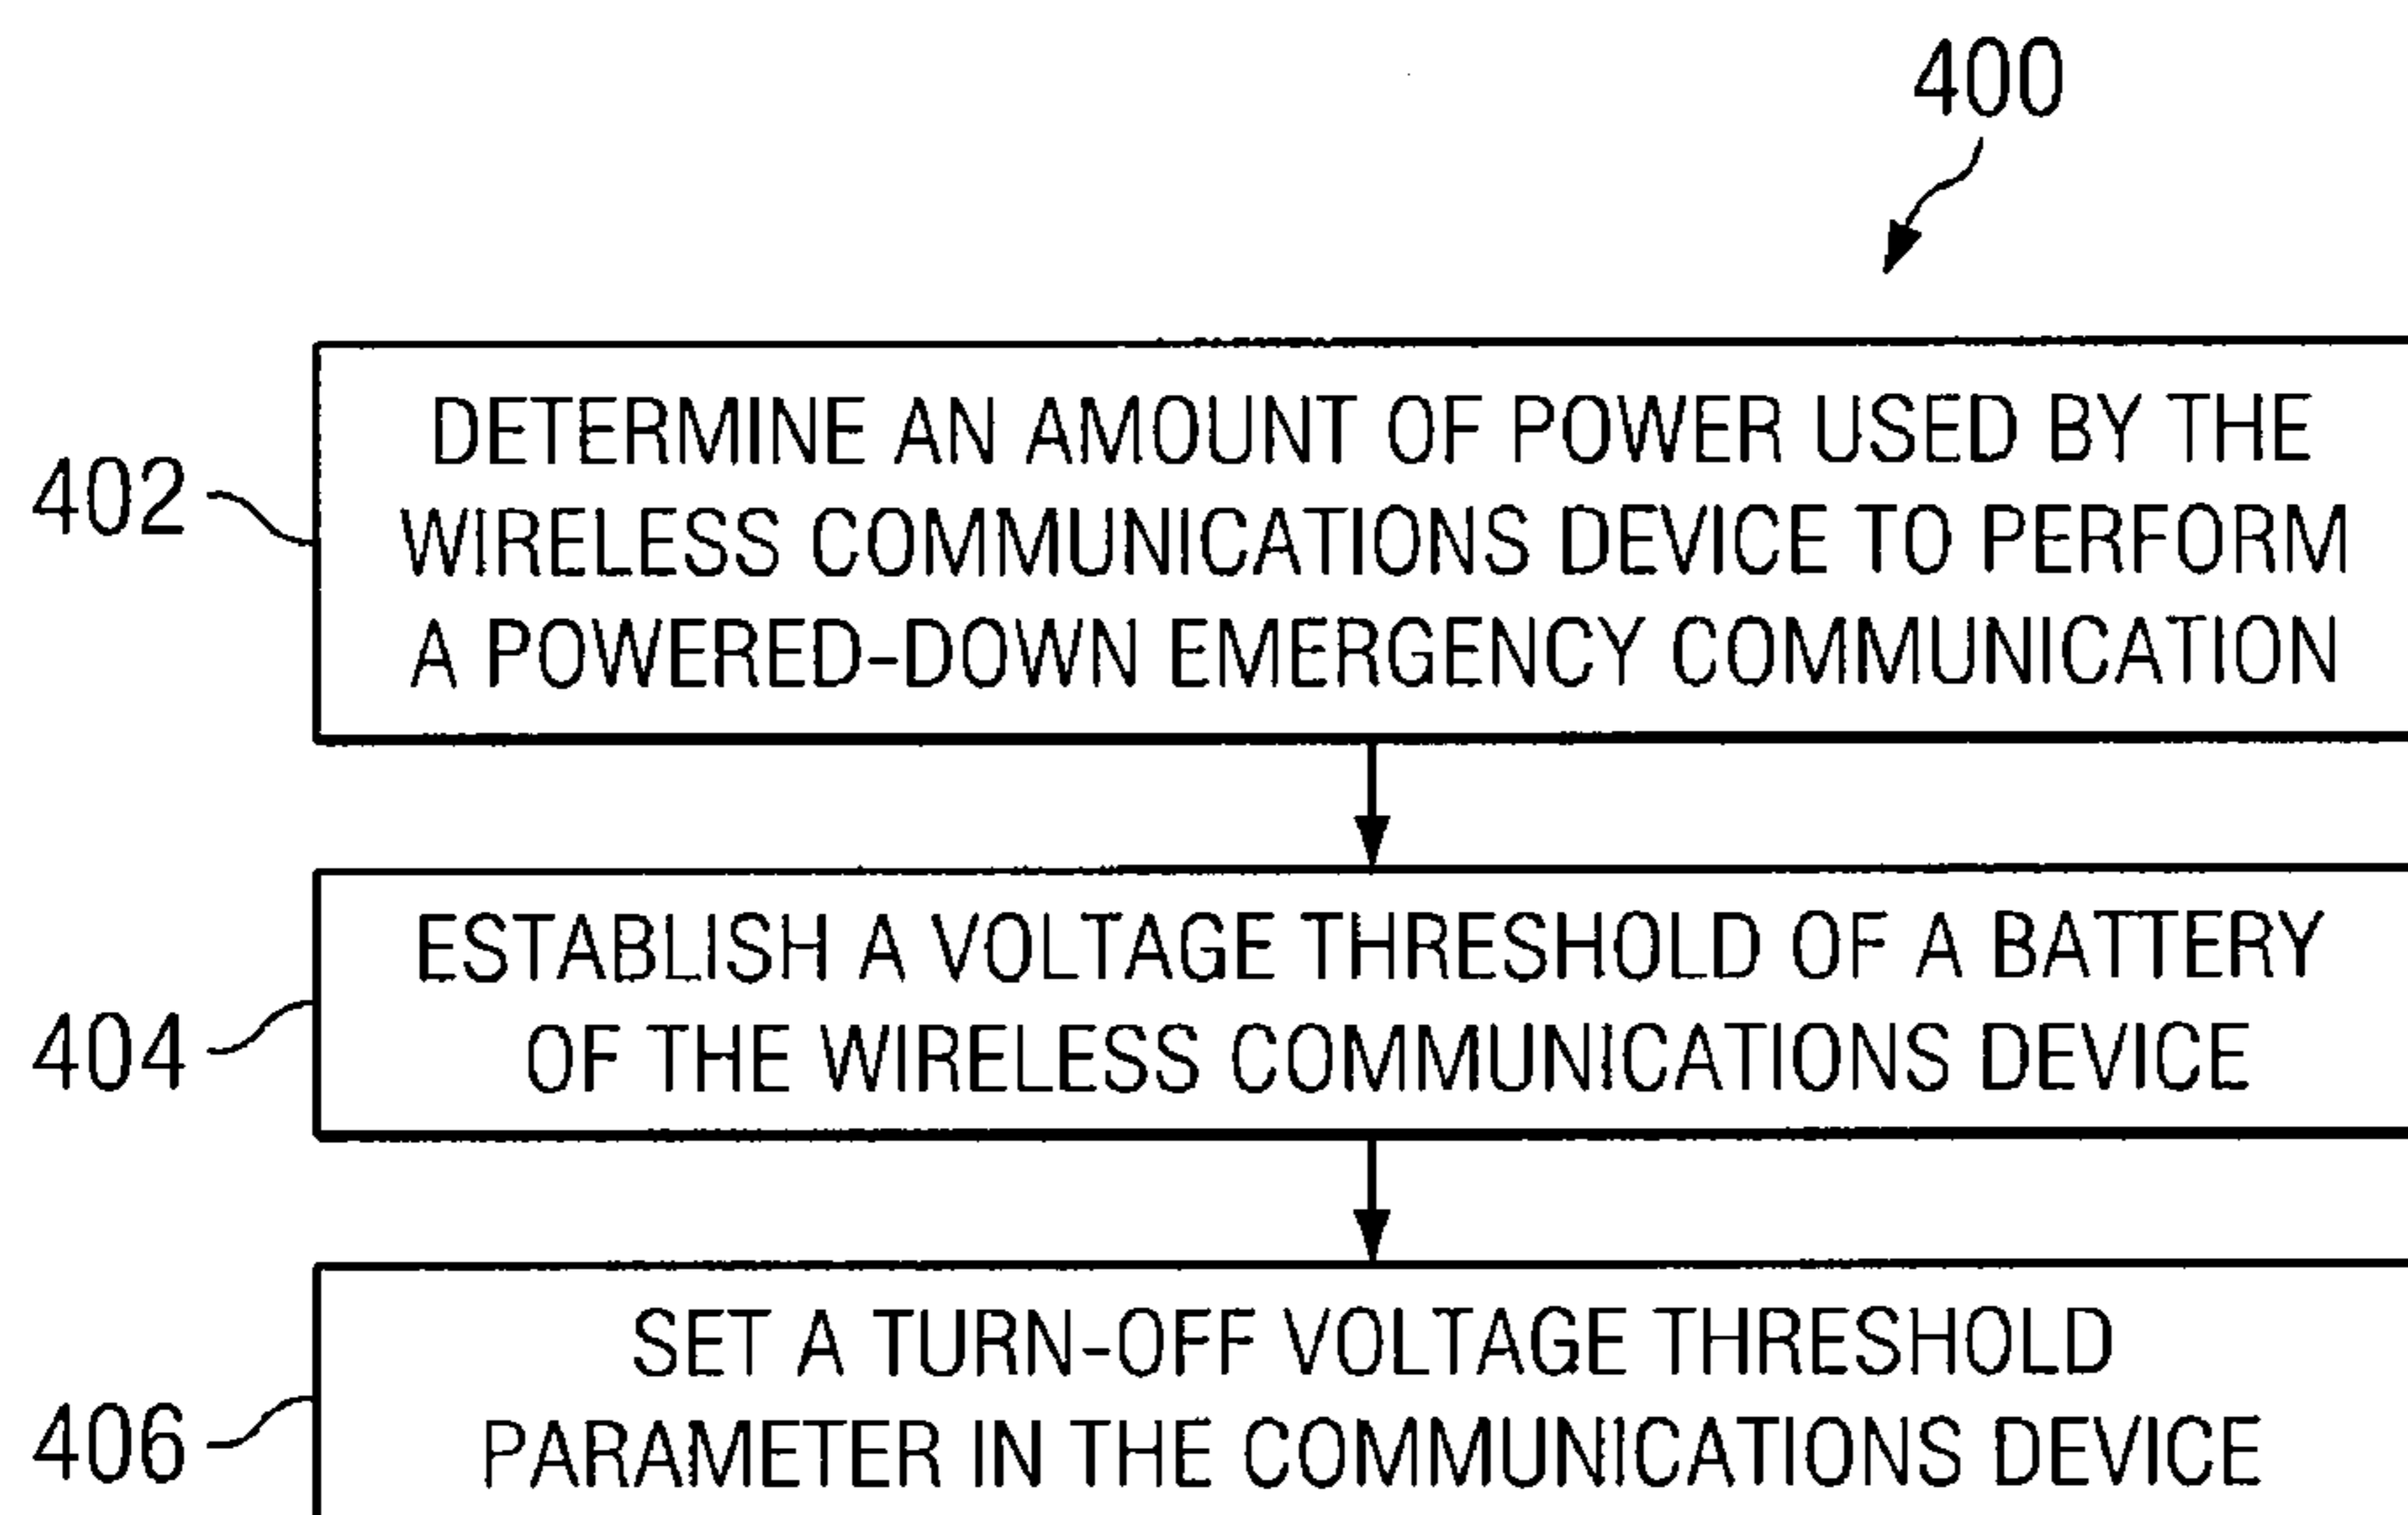 400
402
DETERMINE AN AMOUNT OF POWER USED BY THE
WIRELESS COMMUNICATIONS DEVICE TO PERFORM
A POWERED-DOWN EMERGENCY COMMUNICATION
404
ESTABLISH A VOLTAGE THRESHOLD OF A BATTERY
OF THE WIRELESS COMMUNICATIONS DEVICE
406
SET A TURN-OFF VOLTAGE THRESHOLD
PARAMETER IN THE COMMUNICATIONS DEVICE